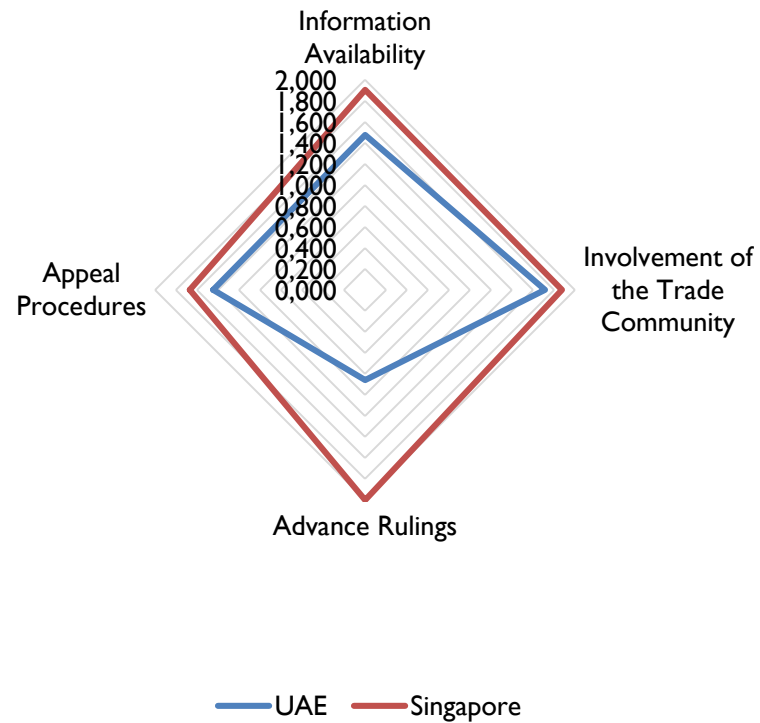 Information
Availability
2,000
1,800
1,600
1,400
1,200
1,000
0,800
0,600
0,400
0,200
0,000
Involvement of
the Trade
Community
Appeal
Procedures
Advance Rulings
UAE
Singapore